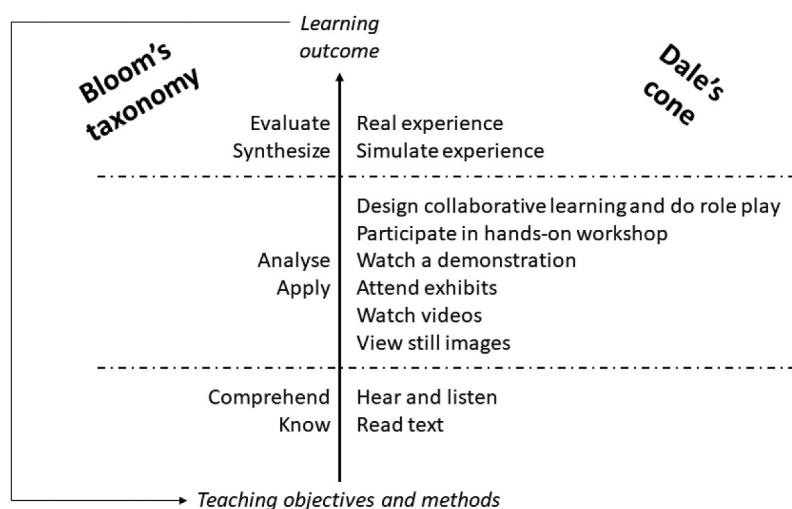 Learning
outcome
Bloom's
taxonomy
Dale's
cone
Evaluate
Synthesize
Real experience
Simulate experience
Analyse
Apply
Design collaborative learning and do role play
Participate in hands-on workshop
Watch a demonstration
Attend exhibits
Watch videos
View still images
Comprehend
Know
Hear and listen
Read text
Teaching objectives and methods